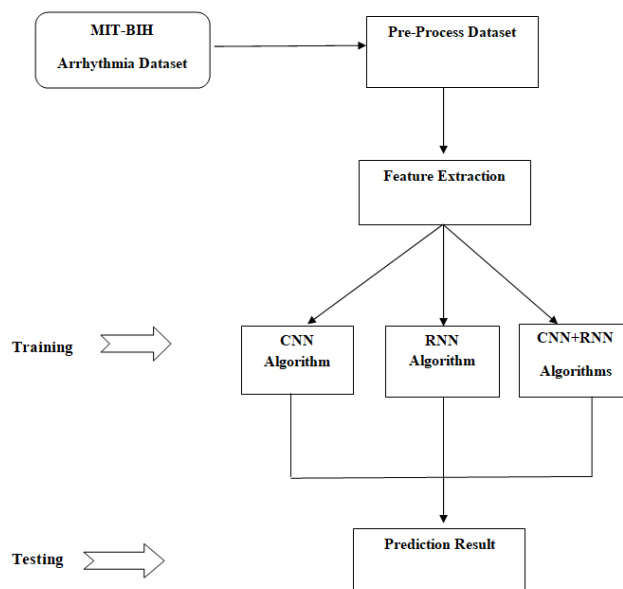 MIT-BIH
Arrhythmia Dataset
Pre-Process Dataset
Feature Extraction
Training
CNN
Algorithm
RNN
Algorithm
CNN+RNN
Algorithms
Testing
Prediction Result